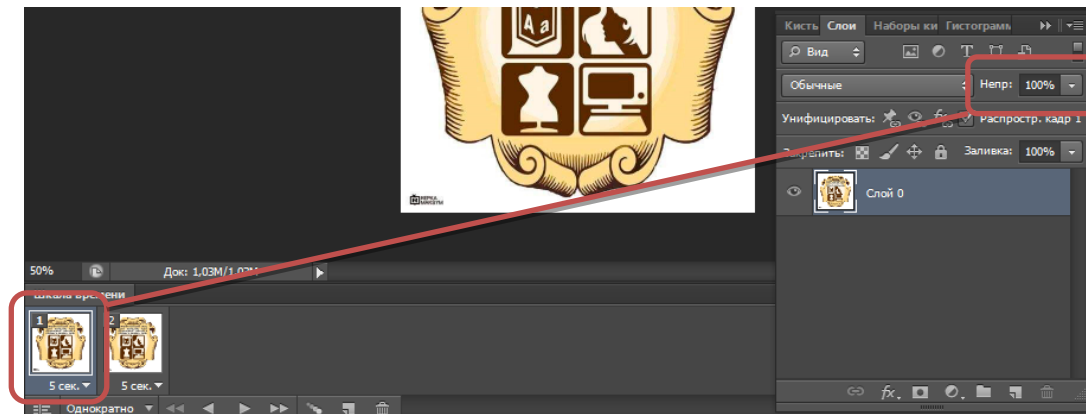 Кисть Слои Наборы ки Гистограмм
Вид
Обычные Непр: 100%
Унифицировать: Распростр. кадр 1
Закрепить: Заливка: 100%
Слой 0
Aa
50% Док: 1,03M/1,03M
Шкала времени
1 2
5 сек. 5 сек.
Однократно